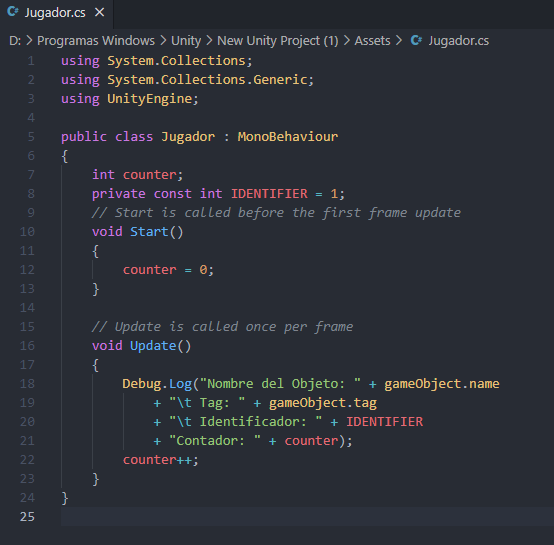 C# Jugador.cs ×
D: > Programas Windows > Unity > New Unity Project (1) > Assets > C# Jugador.cs
1 using System.Collections;
2 using System.Collections.Generic;
3 using UnityEngine;
4
5 public class Jugador : MonoBehaviour
6 {
7     int counter;
8     private const int IDENTIFIER = 1;
9     // Start is called before the first frame update
10     void Start()
11     {
12         counter = 0;
13     }
14
15     // Update is called once per frame
16     void Update()
17     {
18         Debug.Log("Nombre del Objeto: " + gameObject.name
19             + "\t Tag: " + gameObject.tag
20             + "\t Identificador: " + IDENTIFIER
21             + "Contador: " + counter);
22         counter++;
23     }
24 }
25